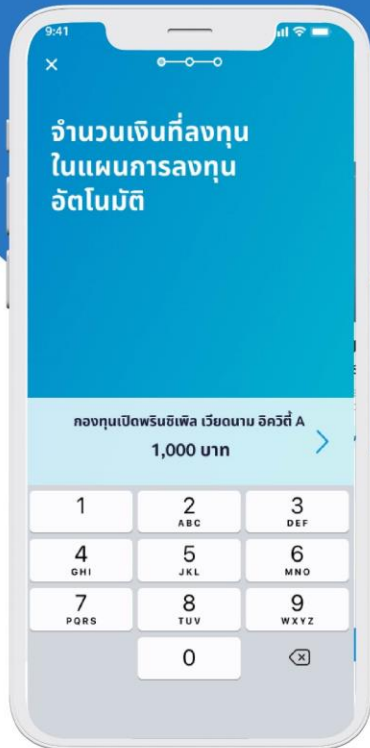 9:41
จำนวนเงินที่ลงทุน
ในแผนการลงทุน
อัตโนมัติ
กองทุนเปิดพรินซิเพิล เวียดนาม อิควิตี้ A
1,000 บาท
1
2
ABC
3
DEF
4
GHI
5
JKL
6
MNO
7
PQRS
8
TUV
9
WXYZ
0